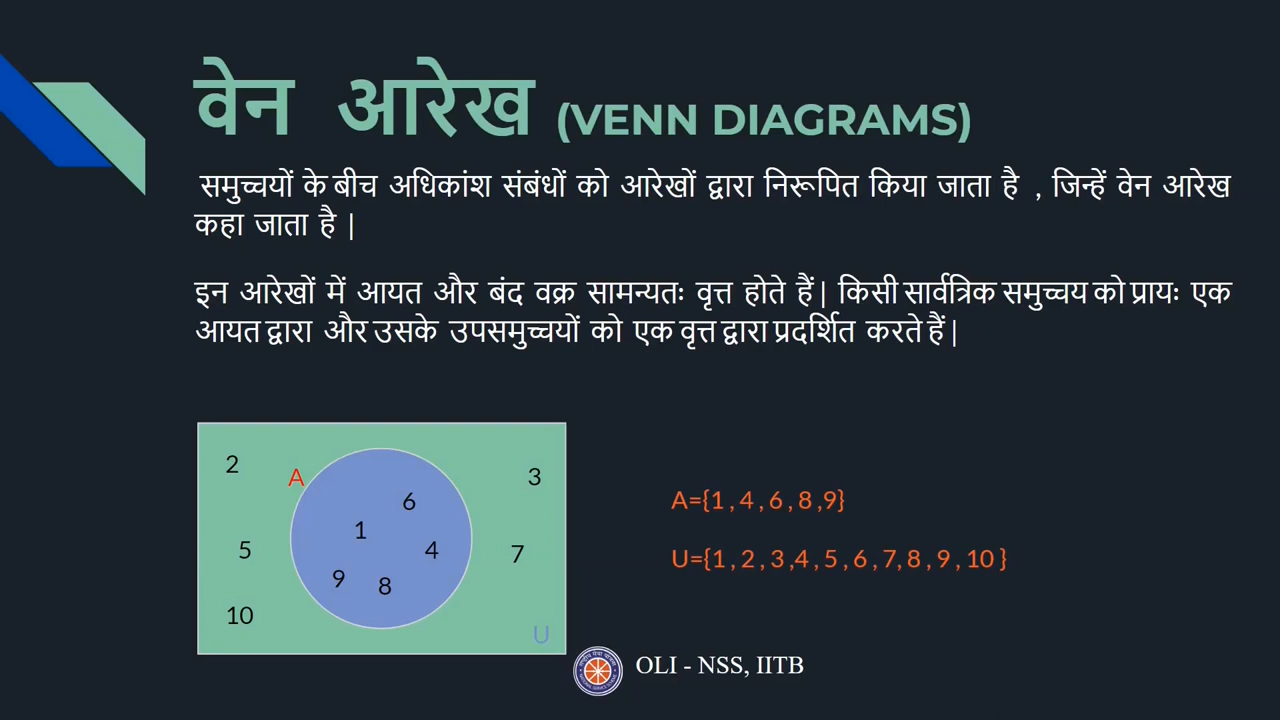 वेन आरेख (VENN DIAGRAMS)
समुच्चयों के बीच अधिकांश संबंधों को आरेखों द्वारा निरूपित किया जाता है , जिन्हें वेन आरेख
कहा जाता है |
इन आरेखों में आयत और बंद वक्र सामन्यतः वृत्त होते हैं| किसी सार्वत्रिक समुच्चय को प्रायः एक
आयत द्वारा और उसके उपसमुच्चयों को एक वृत्त द्वारा प्रदर्शित करते हैं|
2
A
3
6
1
5
4
7
9
8
10
U
A={1 , 4 , 6 , 8 ,9}
U={1 , 2 , 3 ,4 , 5 , 6 , 7, 8 , 9 , 10 }
OLI - NSS, IITB